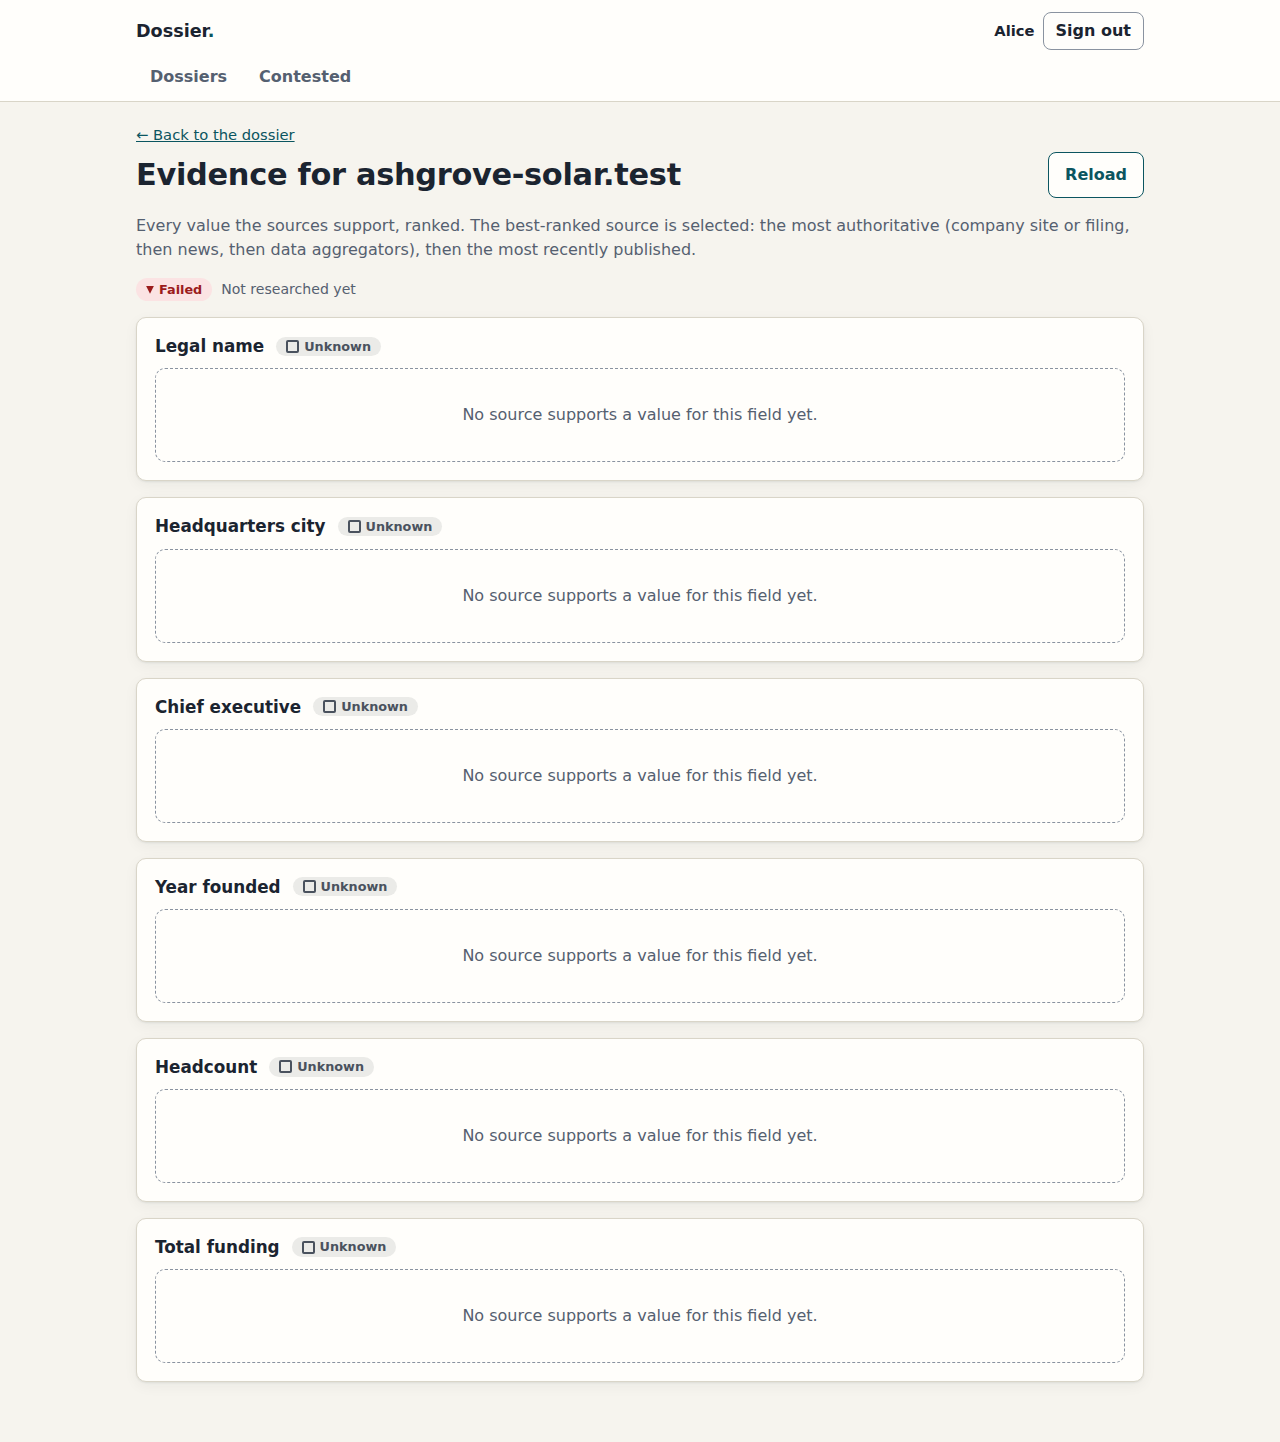 Dossier.
Alice
Sign out
Dossiers
Contested
← Back to the dossier
Evidence for ashgrove-solar.test
Reload
Every value the sources support, ranked. The best-ranked source is selected: the most authoritative (company site or filing,
then news, then data aggregators), then the most recently published.
Failed
Not researched yet
Legal name
Unknown
No source supports a value for this field yet.
Headquarters city
Unknown
No source supports a value for this field yet.
Chief executive
Unknown
No source supports a value for this field yet.
Year founded
Unknown
No source supports a value for this field yet.
Headcount
Unknown
No source supports a value for this field yet.
Total funding
Unknown
No source supports a value for this field yet.